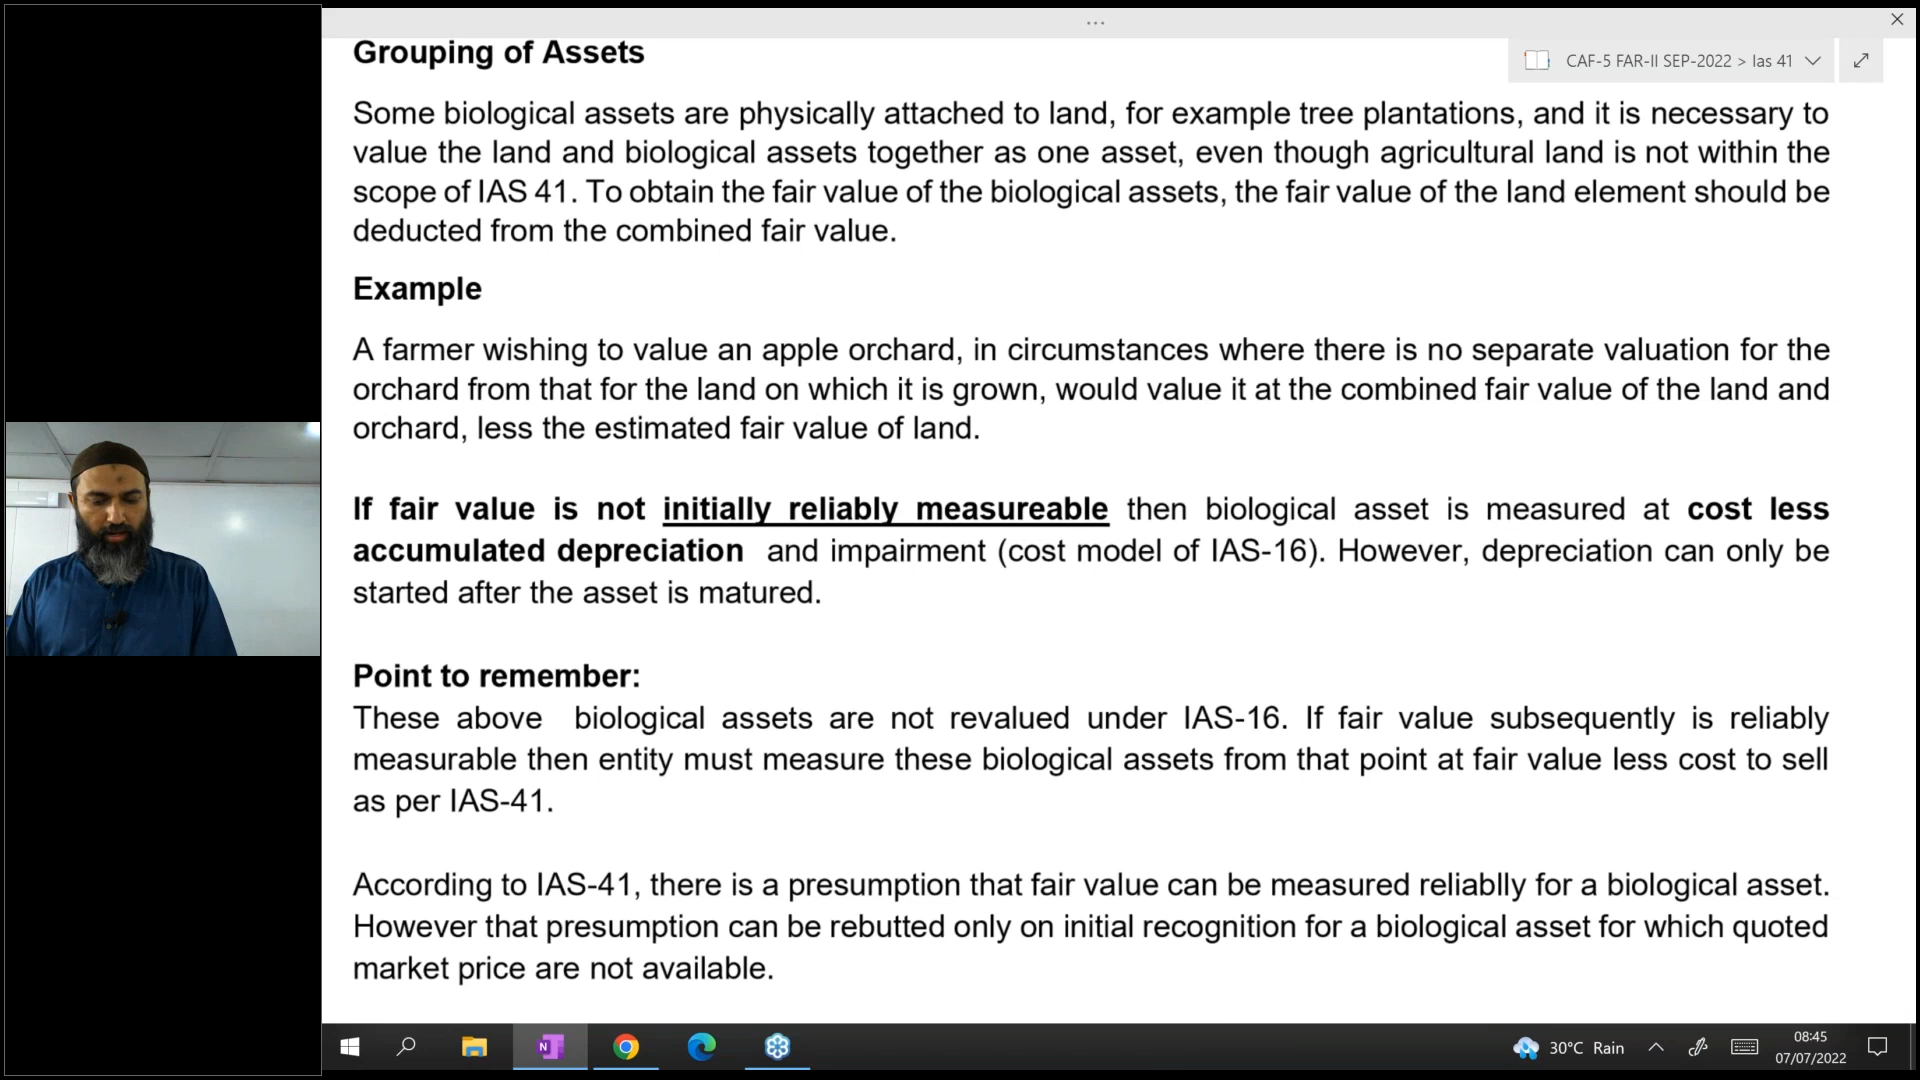 Grouping of Assets
CAF-5 FAR-II SEP-2022 > Ias 41
Some biological assets are physically attached to land, for example tree plantations, and it is necessary to
value the land and biological assets together as one asset, even though agricultural land is not within the
scope of IAS 41. To obtain the fair value of the biological assets, the fair value of the land element should be
deducted from the combined fair value.
Example
A farmer wishing to value an apple orchard, in circumstances where there is no separate valuation for the
orchard from that for the land on which it is grown, would value it at the combined fair value of the land and
orchard, less the estimated fair value of land.
If fair value is not initially reliably measureable then biological asset is measured at cost less
accumulated depreciation and impairment (cost model of IAS-16). However, depreciation can only be
started after the asset is matured.
Point to remember:
These above biological assets are not revalued under IAS-16. If fair value subsequently is reliably
measurable then entity must measure these biological assets from that point at fair value less cost to sell
as per IAS-41.
According to IAS-41, there is a presumption that fair value can be measured reliablly for a biological asset.
However that presumption can be rebutted only on initial recognition for a biological asset for which quoted
market price are not available.
N
30°C Rain
08:45
07/07/2022